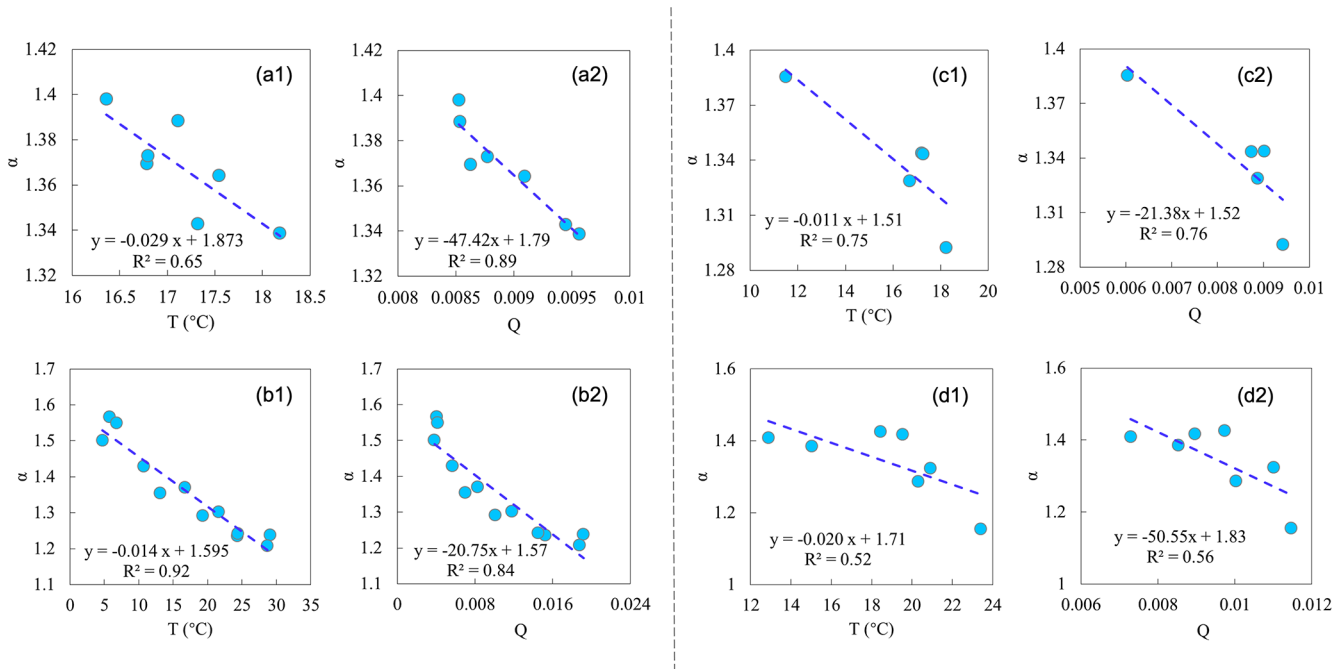 (a1)
α
1.42
1.4
1.38
1.36
1.34
1.32
y = -0.029 x + 1.873
R² = 0.65
16 16.5 17 17.5 18 18.5
T (°C)
(a2)
α
1.42
1.4
1.38
1.36
1.34
1.32
y = -47.42x + 1.79
R² = 0.89
0.008 0.0085 0.009 0.0095 0.01
Q
(c1)
α
1.4
1.37
1.34
1.31
1.28
y = -0.011 x + 1.51
R² = 0.75
10 12 14 16 18 20
T (°C)
(c2)
α
1.4
1.37
1.34
1.31
1.28
y = -21.38x + 1.52
R² = 0.76
0.005 0.006 0.007 0.008 0.009 0.01
Q
(b1)
α
1.7
1.6
1.5
1.4
1.3
1.2
1.1
y = -0.014 x + 1.595
R² = 0.92
0 5 10 15 20 25 30 35
T (°C)
(b2)
α
1.7
1.6
1.5
1.4
1.3
1.2
1.1
y = -20.75x + 1.57
R² = 0.84
0 0.008 0.016 0.024
Q
(d1)
α
1.6
1.4
1.2
1
y = -0.020 x + 1.71
R² = 0.52
12 14 16 18 20 22 24
T (°C)
(d2)
α
1.6
1.4
1.2
1
y = -50.55x + 1.83
R² = 0.56
0.006 0.008 0.01 0.012
Q